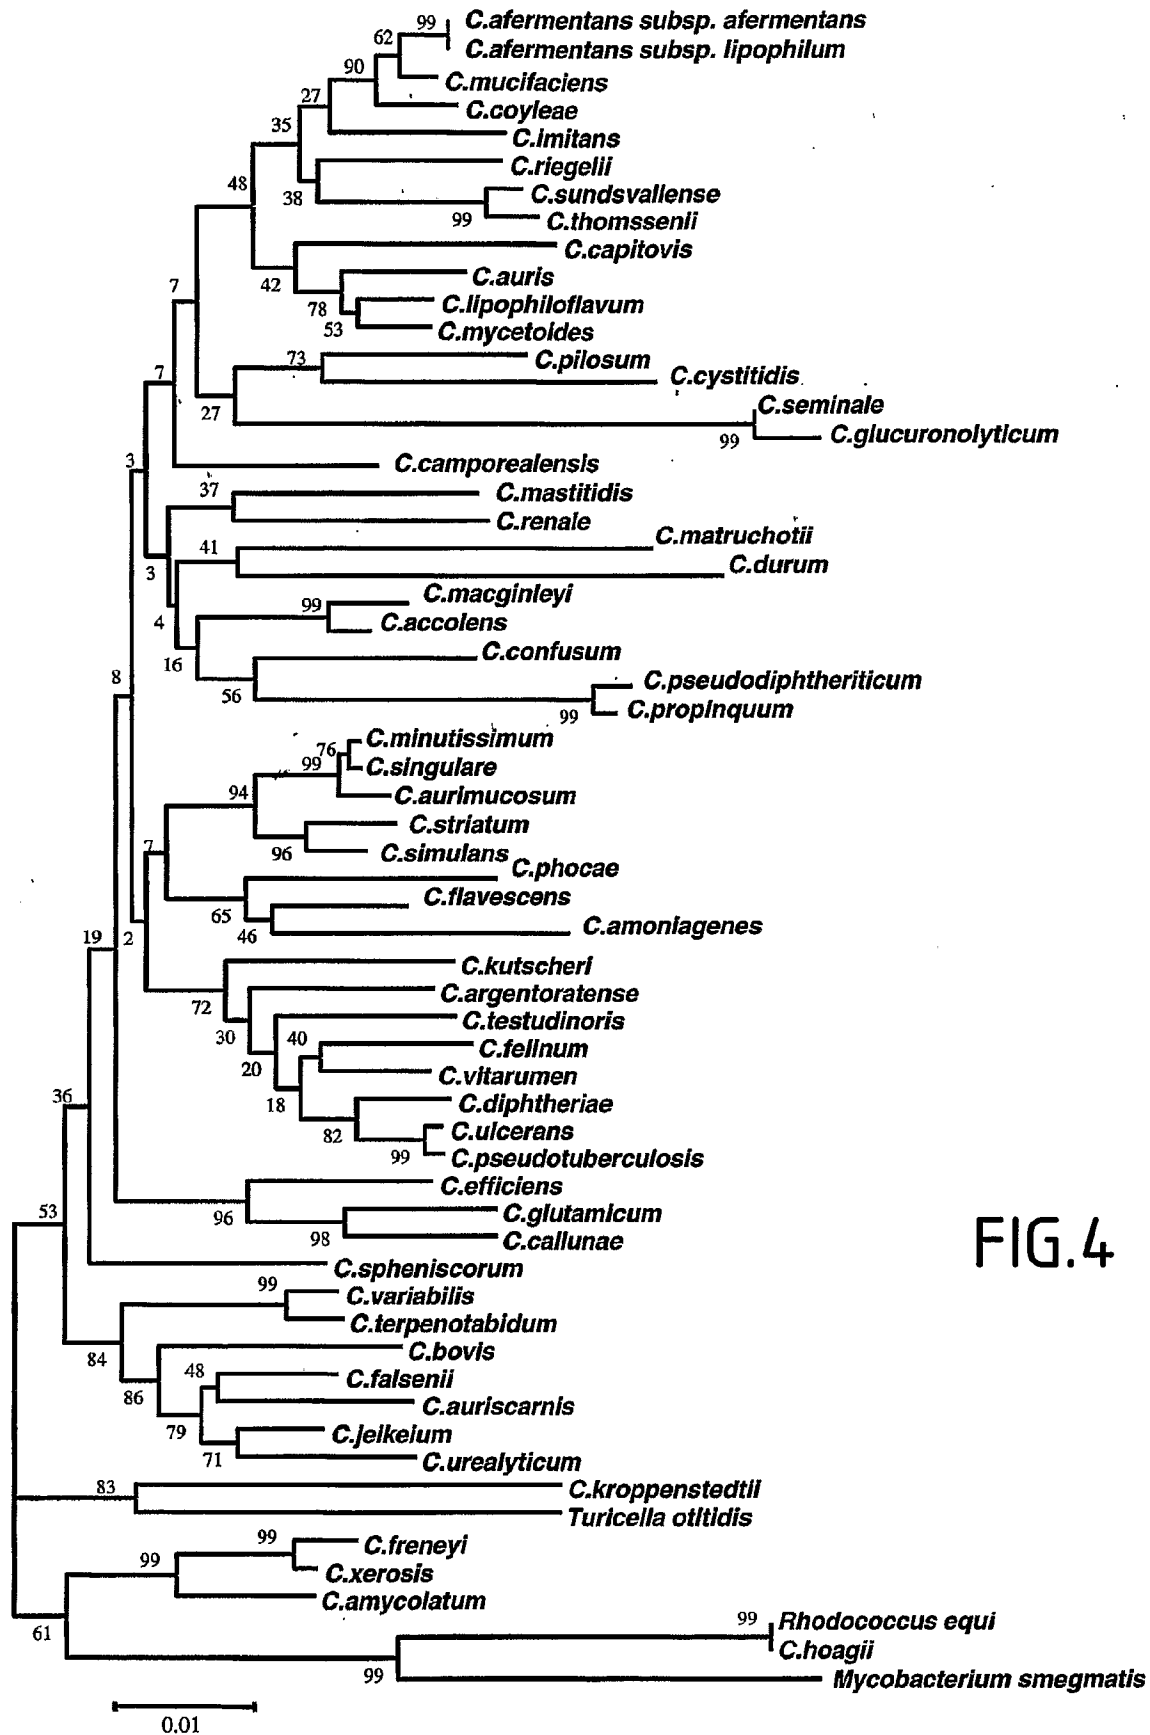 99 C.afermentans subsp. afermentans
62 C.afermentans subsp. lipophilum
90 C.mucifaciens
27 C.coyleae
35 C.imitans
C.riegelii
48 38 C.sundsvallense
99 C.thomssenli
C.capitovis
42 C.auris
7 78 C.lipophiloflavum
53 C.mycetoides
73 C.pilosum
7 C.cystitidis
27 C.seminale
99 C.glucuronolyticum
3 C.camporealensis
37 C.mastitidis
C.renale
41 C.matruchotii
3 C.durum
99 C.macginleyi
4 C.accolens
16 C.confusum
8 56 C.pseudodiphtheriticum
99 C.propinquum
76 C.minutissimum
99 C.singulare
94 C.aurimucosum
C.striatum
7 96 C.simulans
C.phocae
65 C.flavescens
19 2 46 C.amoniagenes
C.kutscheri
72 C.argentoratense
30 C.testudinoris
40 C.felinum
20 C.vitarumen
36 18 C.diphtheriae
82 C.ulcerans
99 C.pseudotuberculosis
C.efficiens
53 96 C.glutamicum
98 C.callunae
FIG.4
C.spheniscorum
99 C.variabilis
C.terpenotabidum
84 C.bovis
86 48 C.falsenii
C.auriscarnis
79 C.jeikeium
71 C.urealyticum
83 C.kroppenstedtii
Turicella otitidis
99 C.freneyi
99 C.xerosis
C.amycolatum
61 99 Rhodococcus equi
C.hoagii
99 Mycobacterium smegmatis
0.01